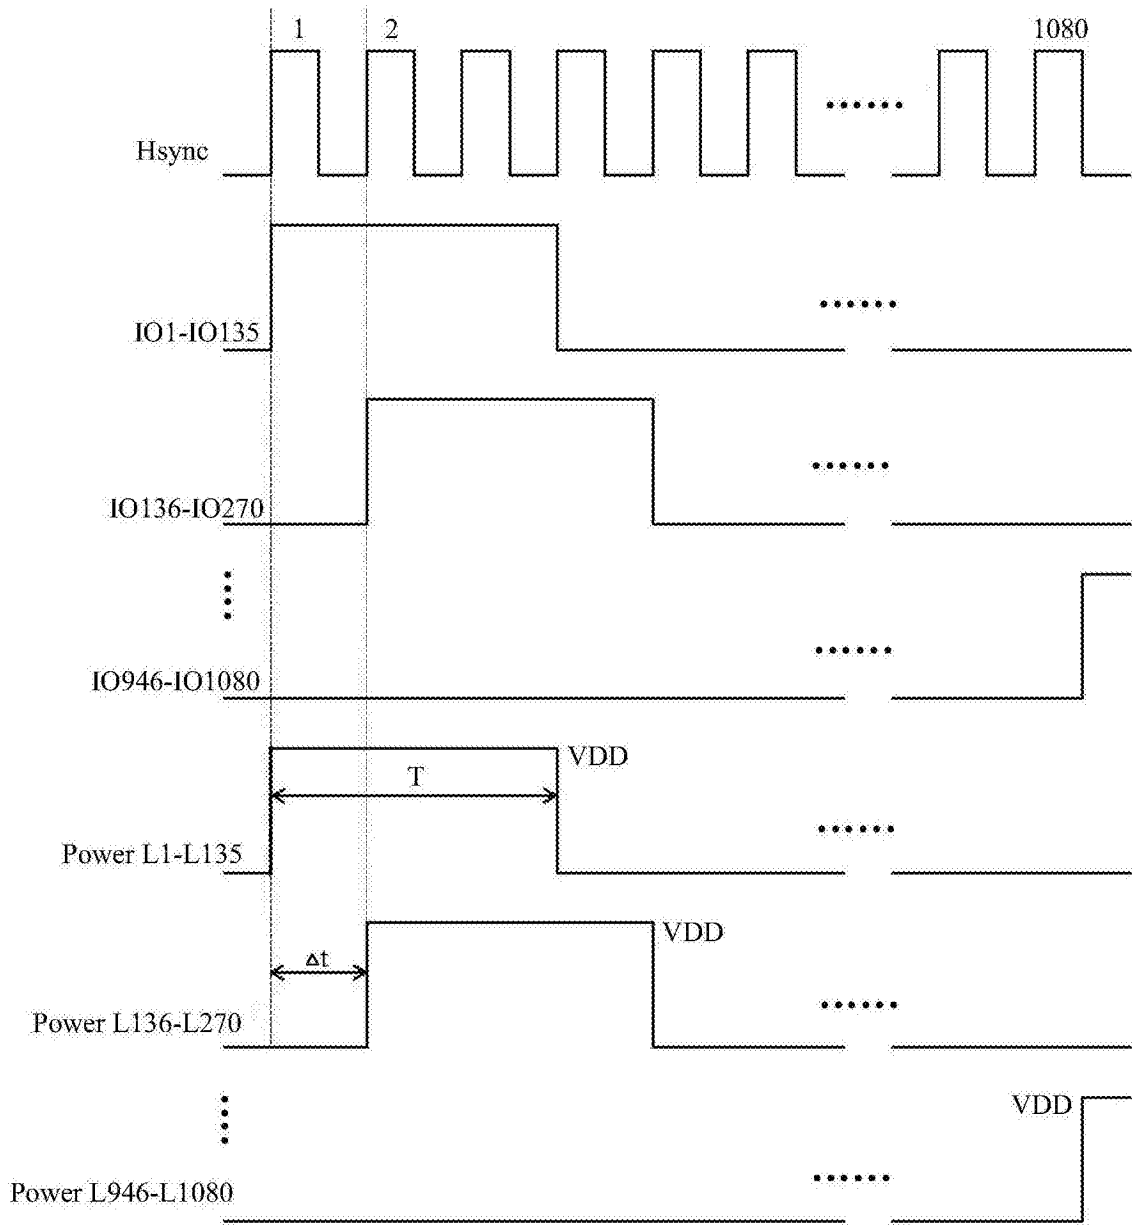 1 2 1080
Hsync
IO1-IO135
IO136-IO270
IO946-IO1080
VDD
T
Power L1-L135
VDD
Δt
Power L136-L270
VDD
Power L946-L1080